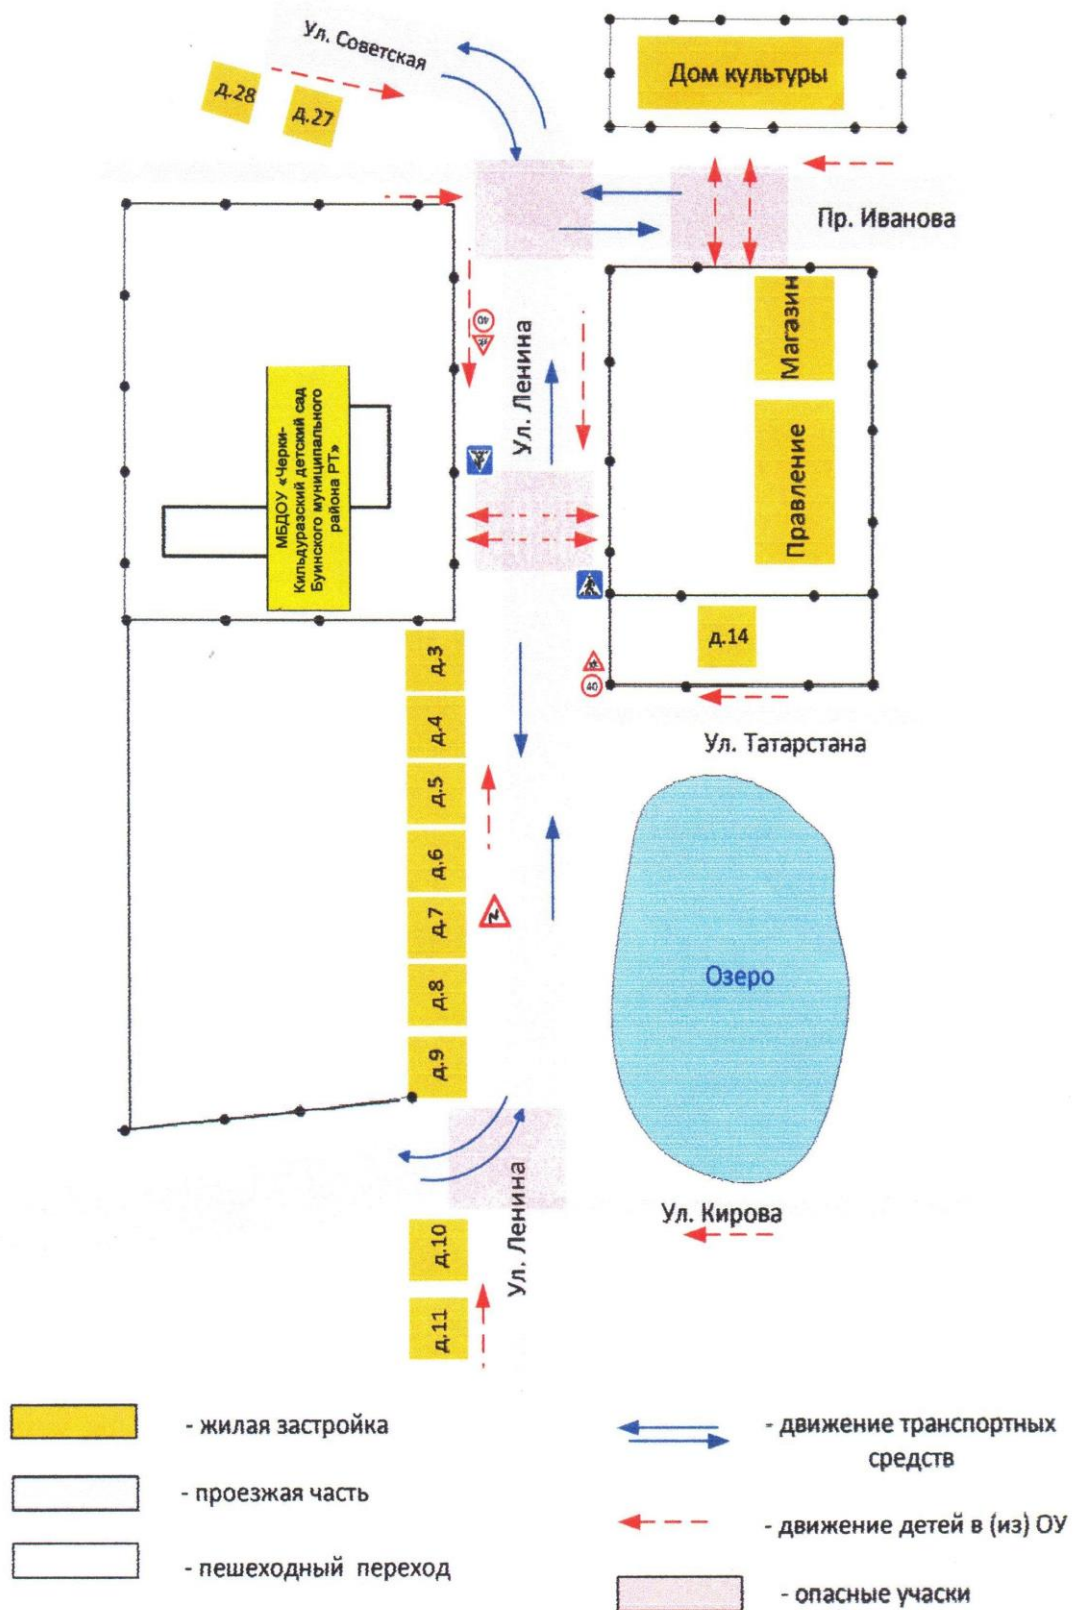 Ул. Советская
Дом культуры
д.28
д.27
Пр. Иванова
Магазин
40
Ул. Ленина
МБДОУ «Черки-
Кильдуразский детский сад
Буинского муниципального
района РТ»
Правление
д.14
д.3
40
д.4
Ул. Татарстана
д.5
д.6
д.7
Озеро
д.8
д.9
Ул. Ленина
Ул. Кирова
д.10
д.11
- жилая застройка
- движение транспортных
средств
- проезжая часть
- движение детей в (из) ОУ
- пешеходный переход
- опасные учаски